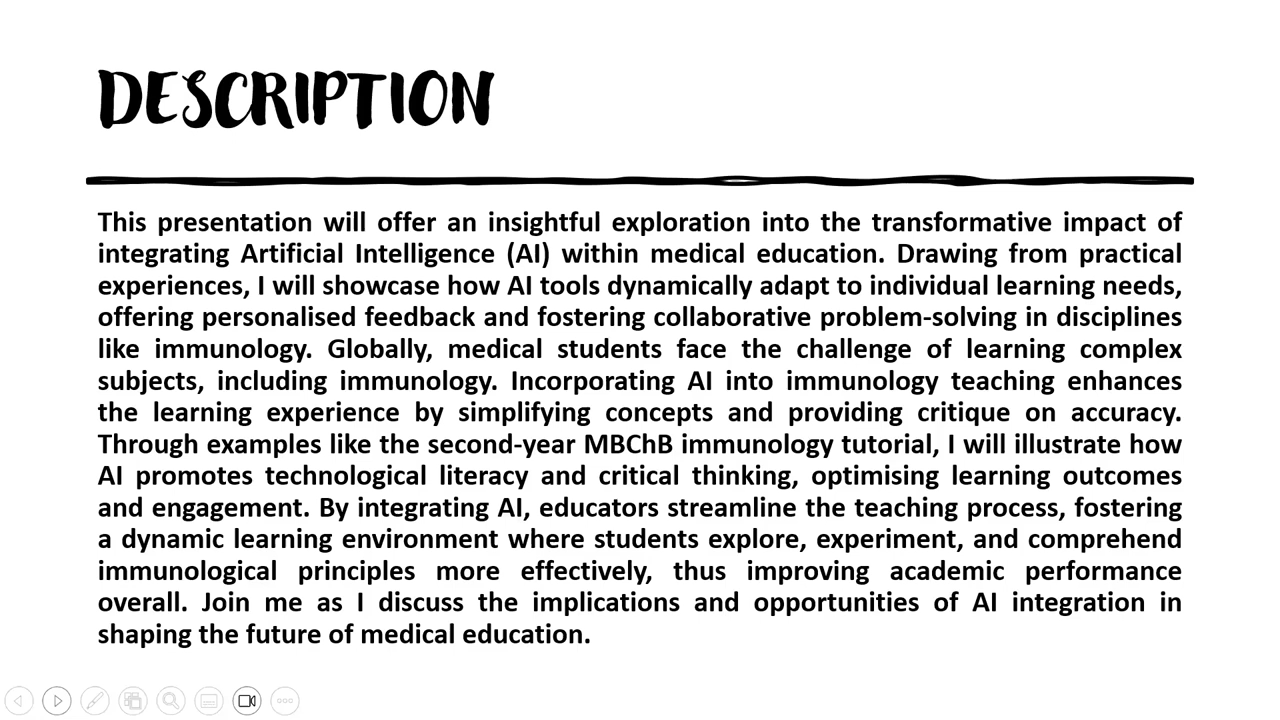 DESCRIPTION
This presentation will offer an insightful exploration into the transformative impact of
integrating Artificial Intelligence (AI) within medical education. Drawing from practical
experiences, I will showcase how AI tools dynamically adapt to individual learning needs,
offering personalised feedback and fostering collaborative problem-solving in disciplines
like immunology. Globally, medical students face the challenge of learning complex
subjects, including immunology. Incorporating AI into immunology teaching enhances
the learning experience by simplifying concepts and providing critique on accuracy.
Through examples like the second-year MBChB immunology tutorial, I will illustrate how
AI promotes technological literacy and critical thinking, optimising learning outcomes
and engagement. By integrating AI, educators streamline the teaching process, fostering
a dynamic learning environment where students explore, experiment, and comprehend
immunological principles more effectively, thus improving academic performance
overall. Join me as I discuss the implications and opportunities of AI integration in
shaping the future of medical education.